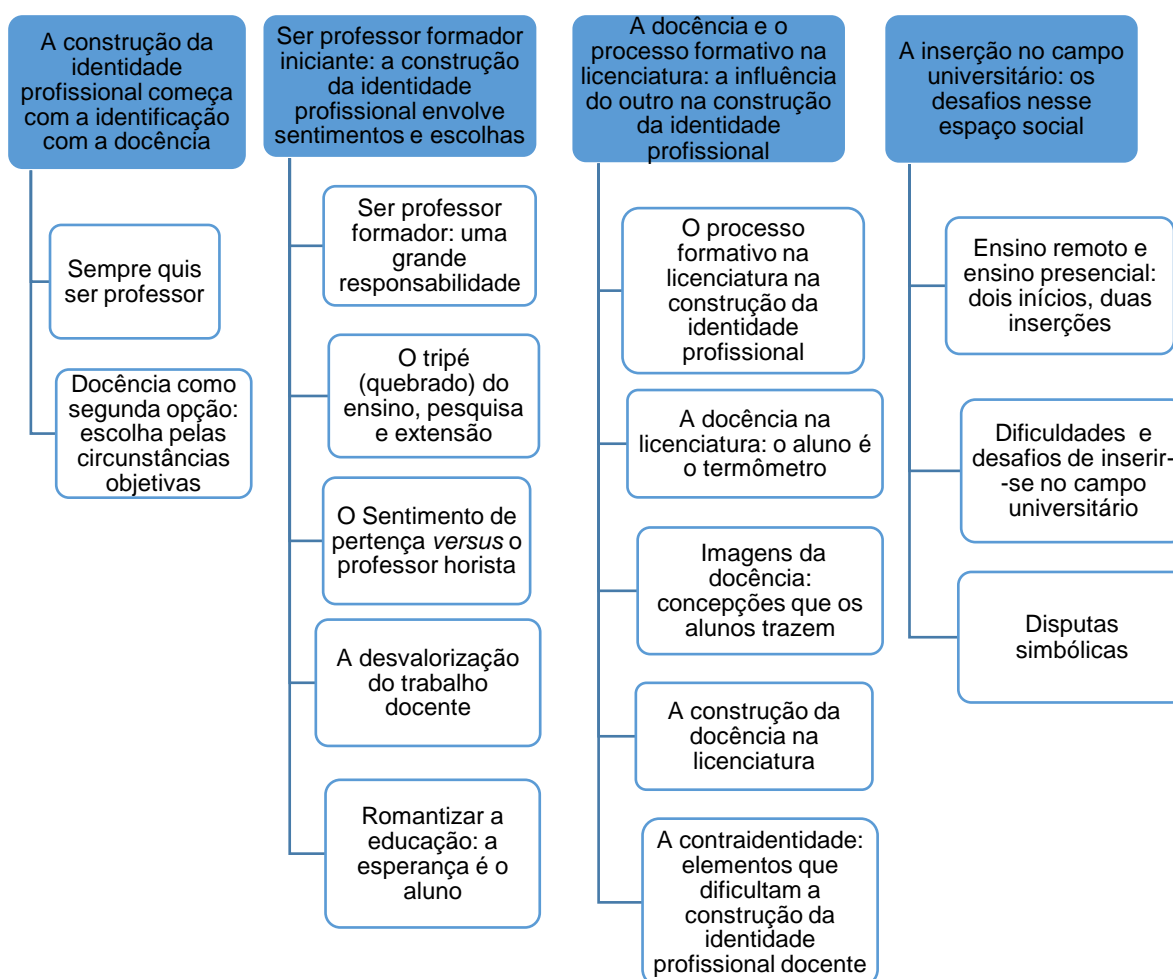 A construção da
identidade
profissional começa
com a identificação
com a docência
Sempre quis
ser professor
Docência como
segunda opção:
escolha pelas
circunstâncias
objetivas
Ser professor formador
iniciante: a construção
da identidade
profissional envolve
sentimentos e escolhas
Ser professor
formador: uma
grande
responsabilidade
O tripé
(quebrado) do
ensino, pesquisa
e extensão
O Sentimento de
pertença versus o
professor horista
A desvalorização
do trabalho
docente
Romantizar a
educação: a
esperança é o
aluno
A docência e o
processo formativo na
licenciatura: a influência
do outro na construção
da identidade
profissional
O processo
formativo na
licenciatura na
construção da
identidade
profissional
A docência na
licenciatura: o aluno é
o termômetro
Imagens da
docência:
concepções que os
alunos trazem
A construção da
docência na
licenciatura
A contraidentidade:
elementos que
dificultam a
construção da
identidade
profissional docente
A inserção no campo
universitário: os
desafios nesse
espaço social
Ensino remoto e
ensino presencial:
dois inícios, duas
inserções
Dificuldades e
desafios de inserir-
-se no campo
universitário
Disputas
simbólicas